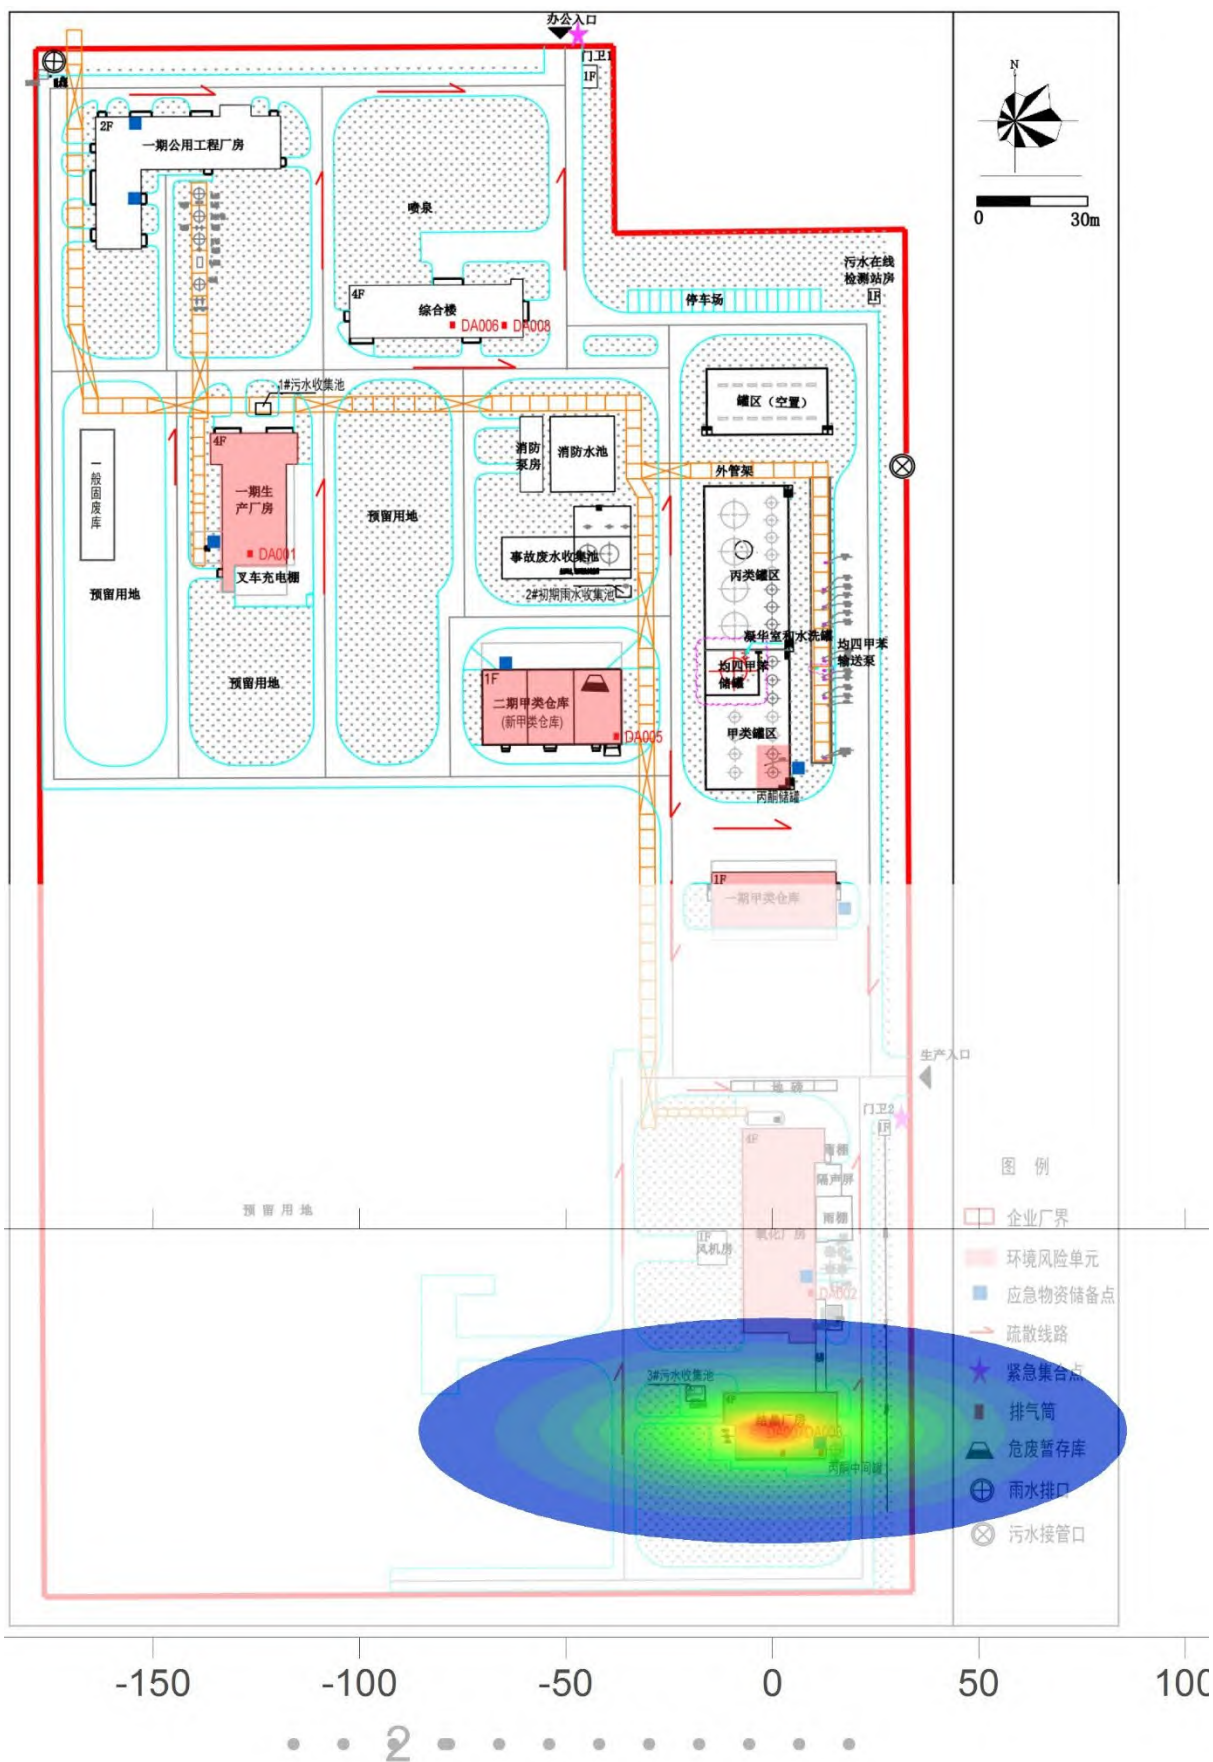 办公入口
门卫1
1F
N
2F
一期公用工程厂房
0 30m
喷泉
污水在线
检测站房
1F
停车场
4F
综合楼
DA006 DA008
1#污水收集池
罐区（空置）
4F
消防
泵房
消防水池
外管架
一般固废库
一期生
产厂房
预留用地
DA001
叉车充电棚
事故废水收集池
丙类罐区
预留用地
2#初期雨水收集池
凝华室和水洗罐
均四甲苯
输送泵
均四甲苯
储罐
预留用地
1F
二期甲类仓库
(新甲类仓库)
DA005
甲类罐区
丙酮储罐
1F
一期甲类仓库
生产入口
地磅
门卫2
1F
4F
雨棚
隔声屏
图 例
预留用地
雨棚
企业厂界
1F
风机房
氧化厂房
环境风险单元
DA002
应急物资储备点
疏散线路
3#污水收集池
紧急集合点
4F
结晶厂房
排气筒
丙酮中间罐
危废暂存库
雨水排口
污水接管口
-150 -100 -50 0 50 100
2